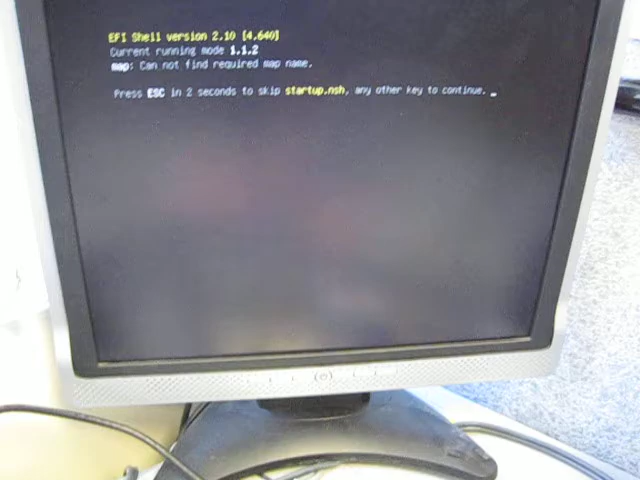 EFI Shell version 2.10 [4.640]
Current running mode 1.1.2
map: Can not find required map name.
Press ESC in 2 seconds to skip startup.nsh, any other key to continue. _